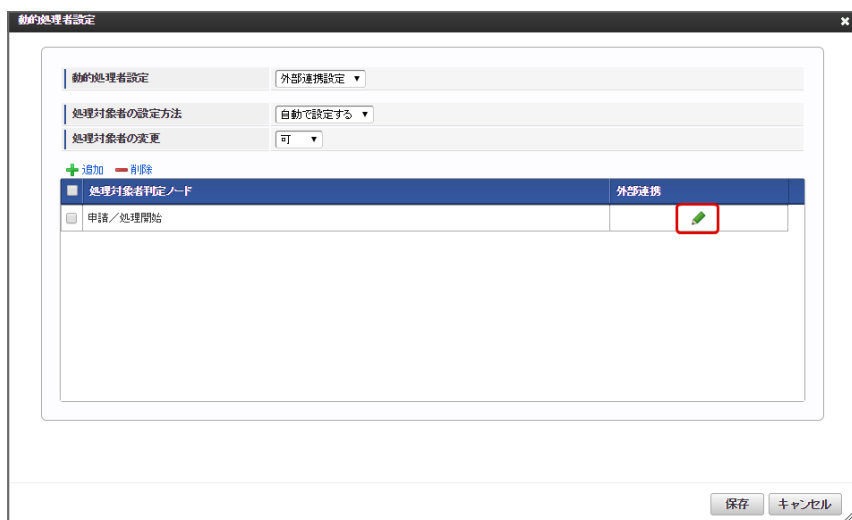 動的処理者設定
動的処理者設定 外部連携設定
処理対象者の設定方法 自動で設定する
処理対象者の変更 可
追加 削除
処理対象者判定ノード 外部連携
申請／処理開始
保存 キャンセル